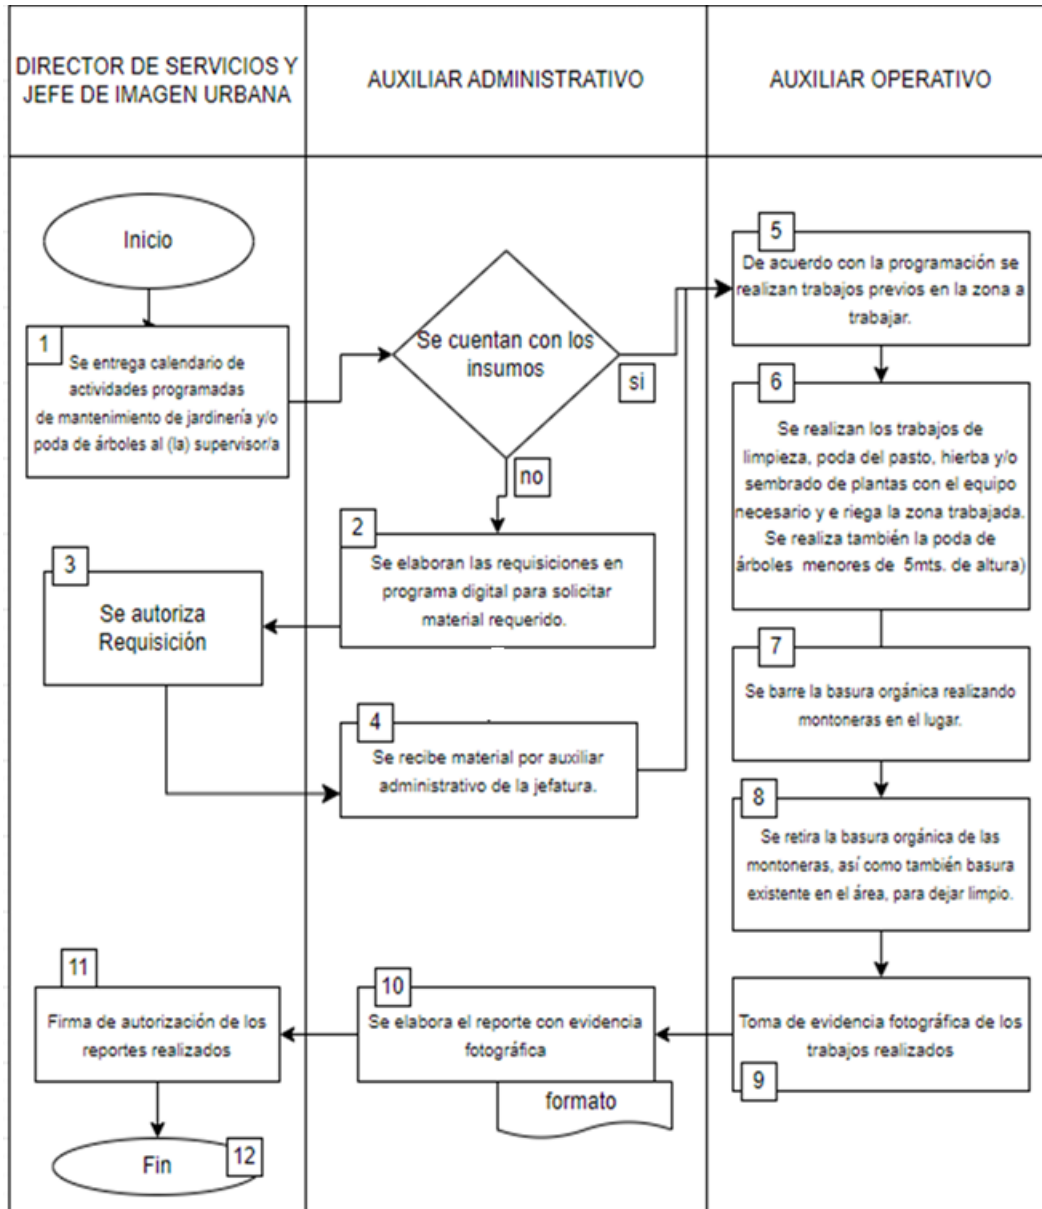 DIRECTOR DE SERVICIOS Y
JEFE DE IMAGEN URBANA
AUXILIAR ADMINISTRATIVO
AUXILIAR OPERATIVO
Inicio
1
Se entrega calendario de
actividades programadas
de mantenimiento de jardinería y/o
poda de árboles al (la) supervisor/a
Se cuentan con los
insumos
si
no
2
Se elaboran las requisiciones en
programa digital para solicitar
material requerido.
3
Se autoriza
Requisición
4
Se recibe material por auxiliar
administrativo de la jefatura.
5
De acuerdo con la programación se
realizan trabajos previos en la zona a
trabajar.
6
Se realizan los trabajos de
limpieza, poda del pasto, hierba y/o
sembrado de plantas con el equipo
necesario y e riega la zona trabajada.
Se realiza también la poda de
árboles menores de 5mts. de altura)
7
Se barre la basura orgánica realizando
montoneras en el lugar.
8
Se retira la basura orgánica de las
montoneras, así como también basura
existente en el área, para dejar limpio.
Toma de evidencia fotográfica de los
trabajos realizados
9
10
Se elabora el reporte con evidencia
fotográfica
formato
11
Firma de autorización de los
reportes realizados
Fin
12